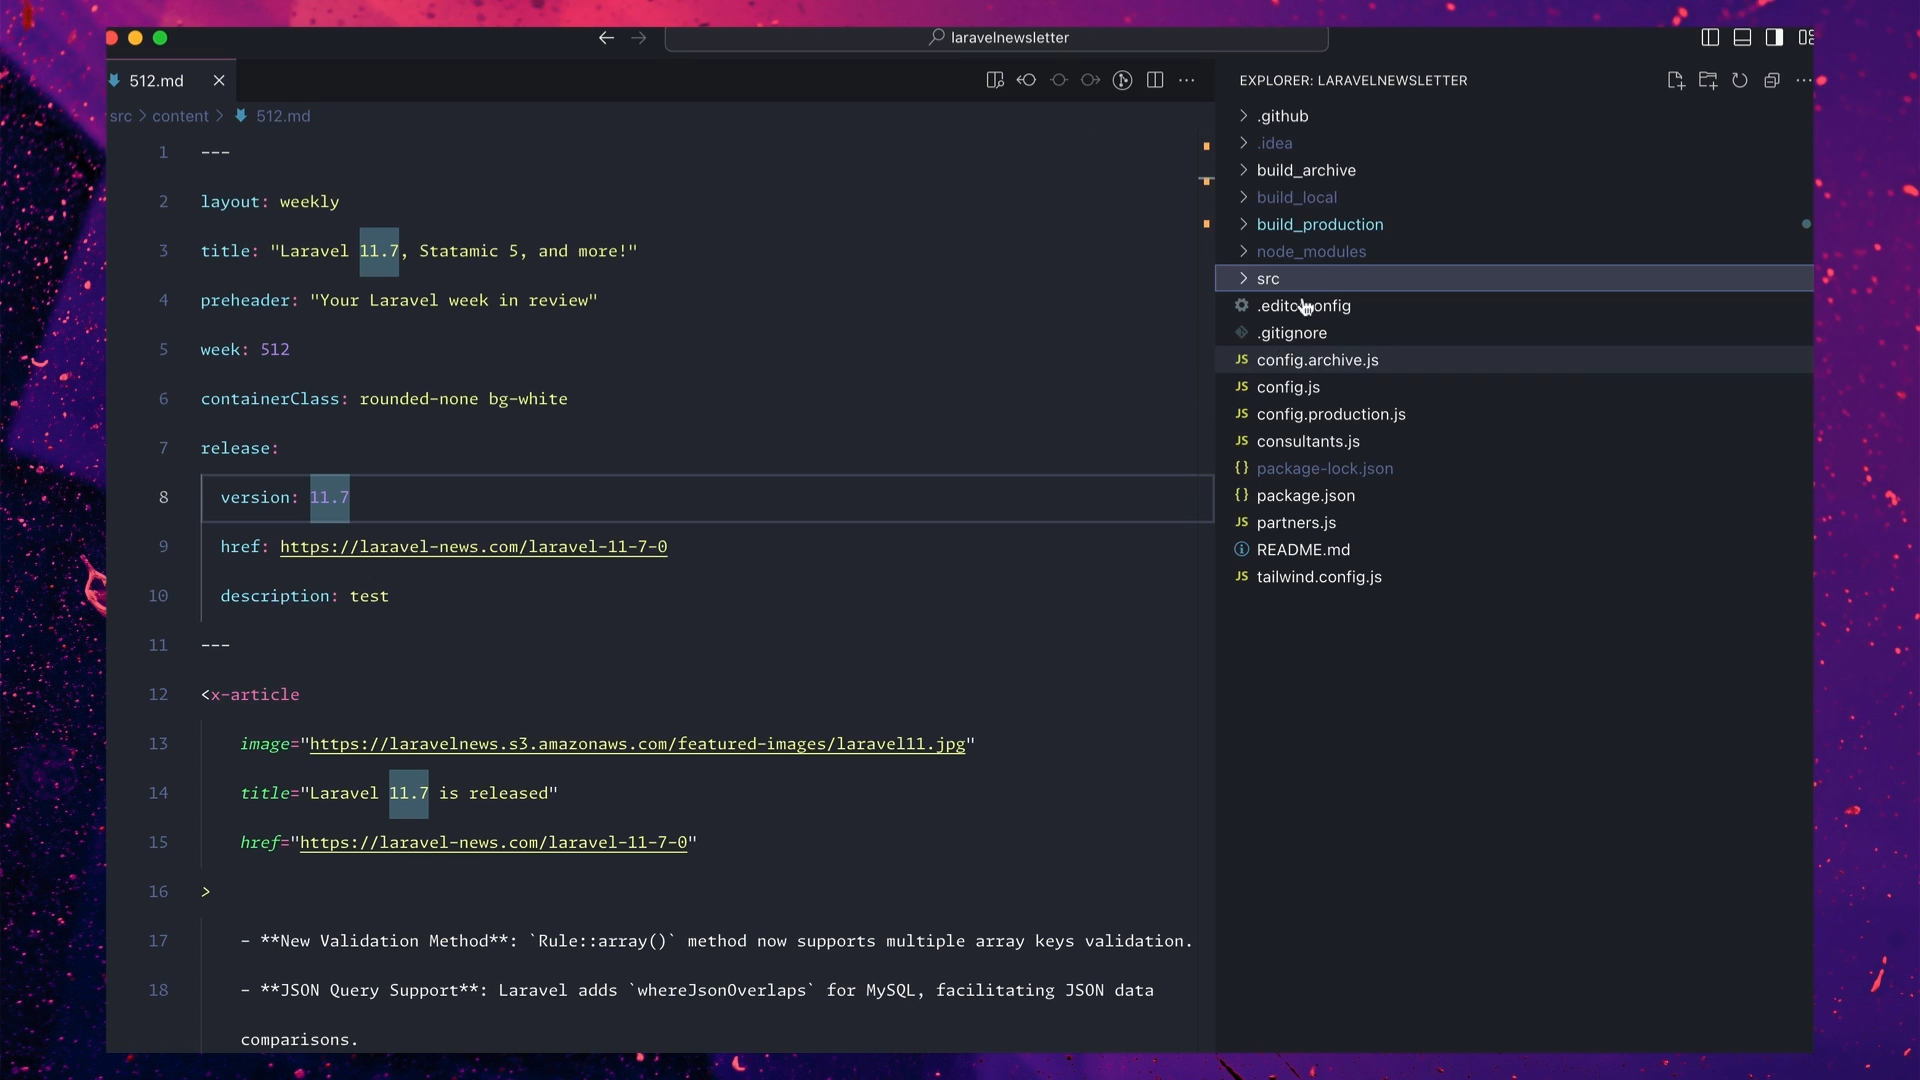 laravelnewsletter
512.md
src > content > 512.md
1 ---
2 layout: weekly
3 title: "Laravel 11.7, Statamic 5, and more!"
4 preheader: "Your Laravel week in review"
5 week: 512
6 containerClass: rounded-none bg-white
7 release:
8 version: 11.7
9 href: https://laravel-news.com/laravel-11-7-0
10 description: test
11 ---
12 <x-article
13 image="https://laravelnews.s3.amazonaws.com/featured-images/laravel11.jpg"
14 title="Laravel 11.7 is released"
15 href="https://laravel-news.com/laravel-11-7-0"
16 >
17 - **New Validation Method**: `Rule::array()` method now supports multiple array keys validation.
18 - **JSON Query Support**: Laravel adds `whereJsonOverlaps` for MySQL, facilitating JSON data
comparisons.
EXPLORER: LARAVELNEWSLETTER
.github
.idea
build_archive
build_local
build_production
node_modules
src
.editorconfig
.gitignore
JS config.archive.js
JS config.js
JS config.production.js
JS consultants.js
{} package-lock.json
{} package.json
JS partners.js
README.md
JS tailwind.config.js